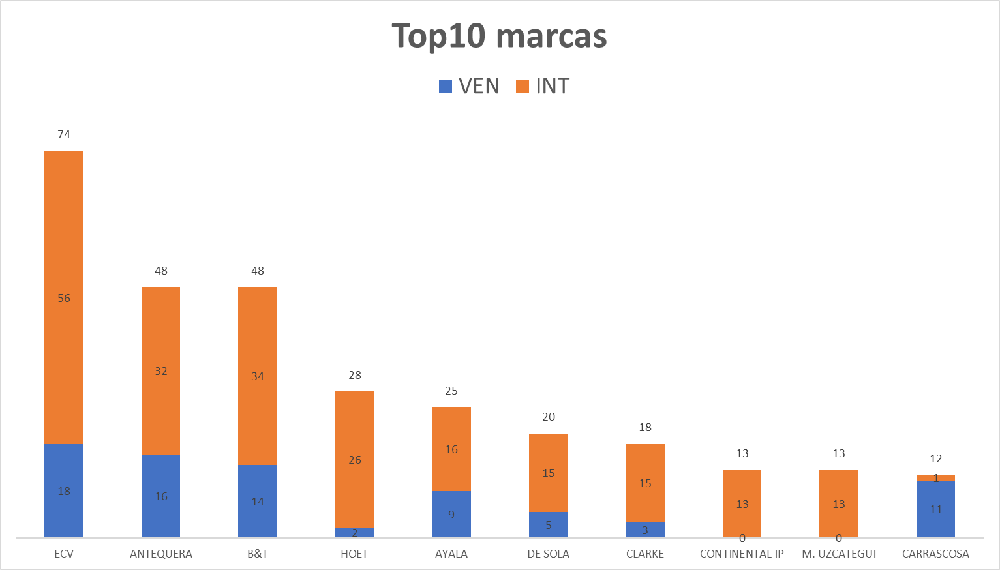 Top10 marcas
VEN INT
74
48 48
56
32 34
28
25
20
18
26 16 15 15
13 13 12
1
18 16 14 13 13 11
9 5 3
2 0 0
ECV ANTEQUERA B&T HOET AYALA DE SOLA CLARKE CONTINENTAL IP M. UZCATEGUI CARRASCOSA